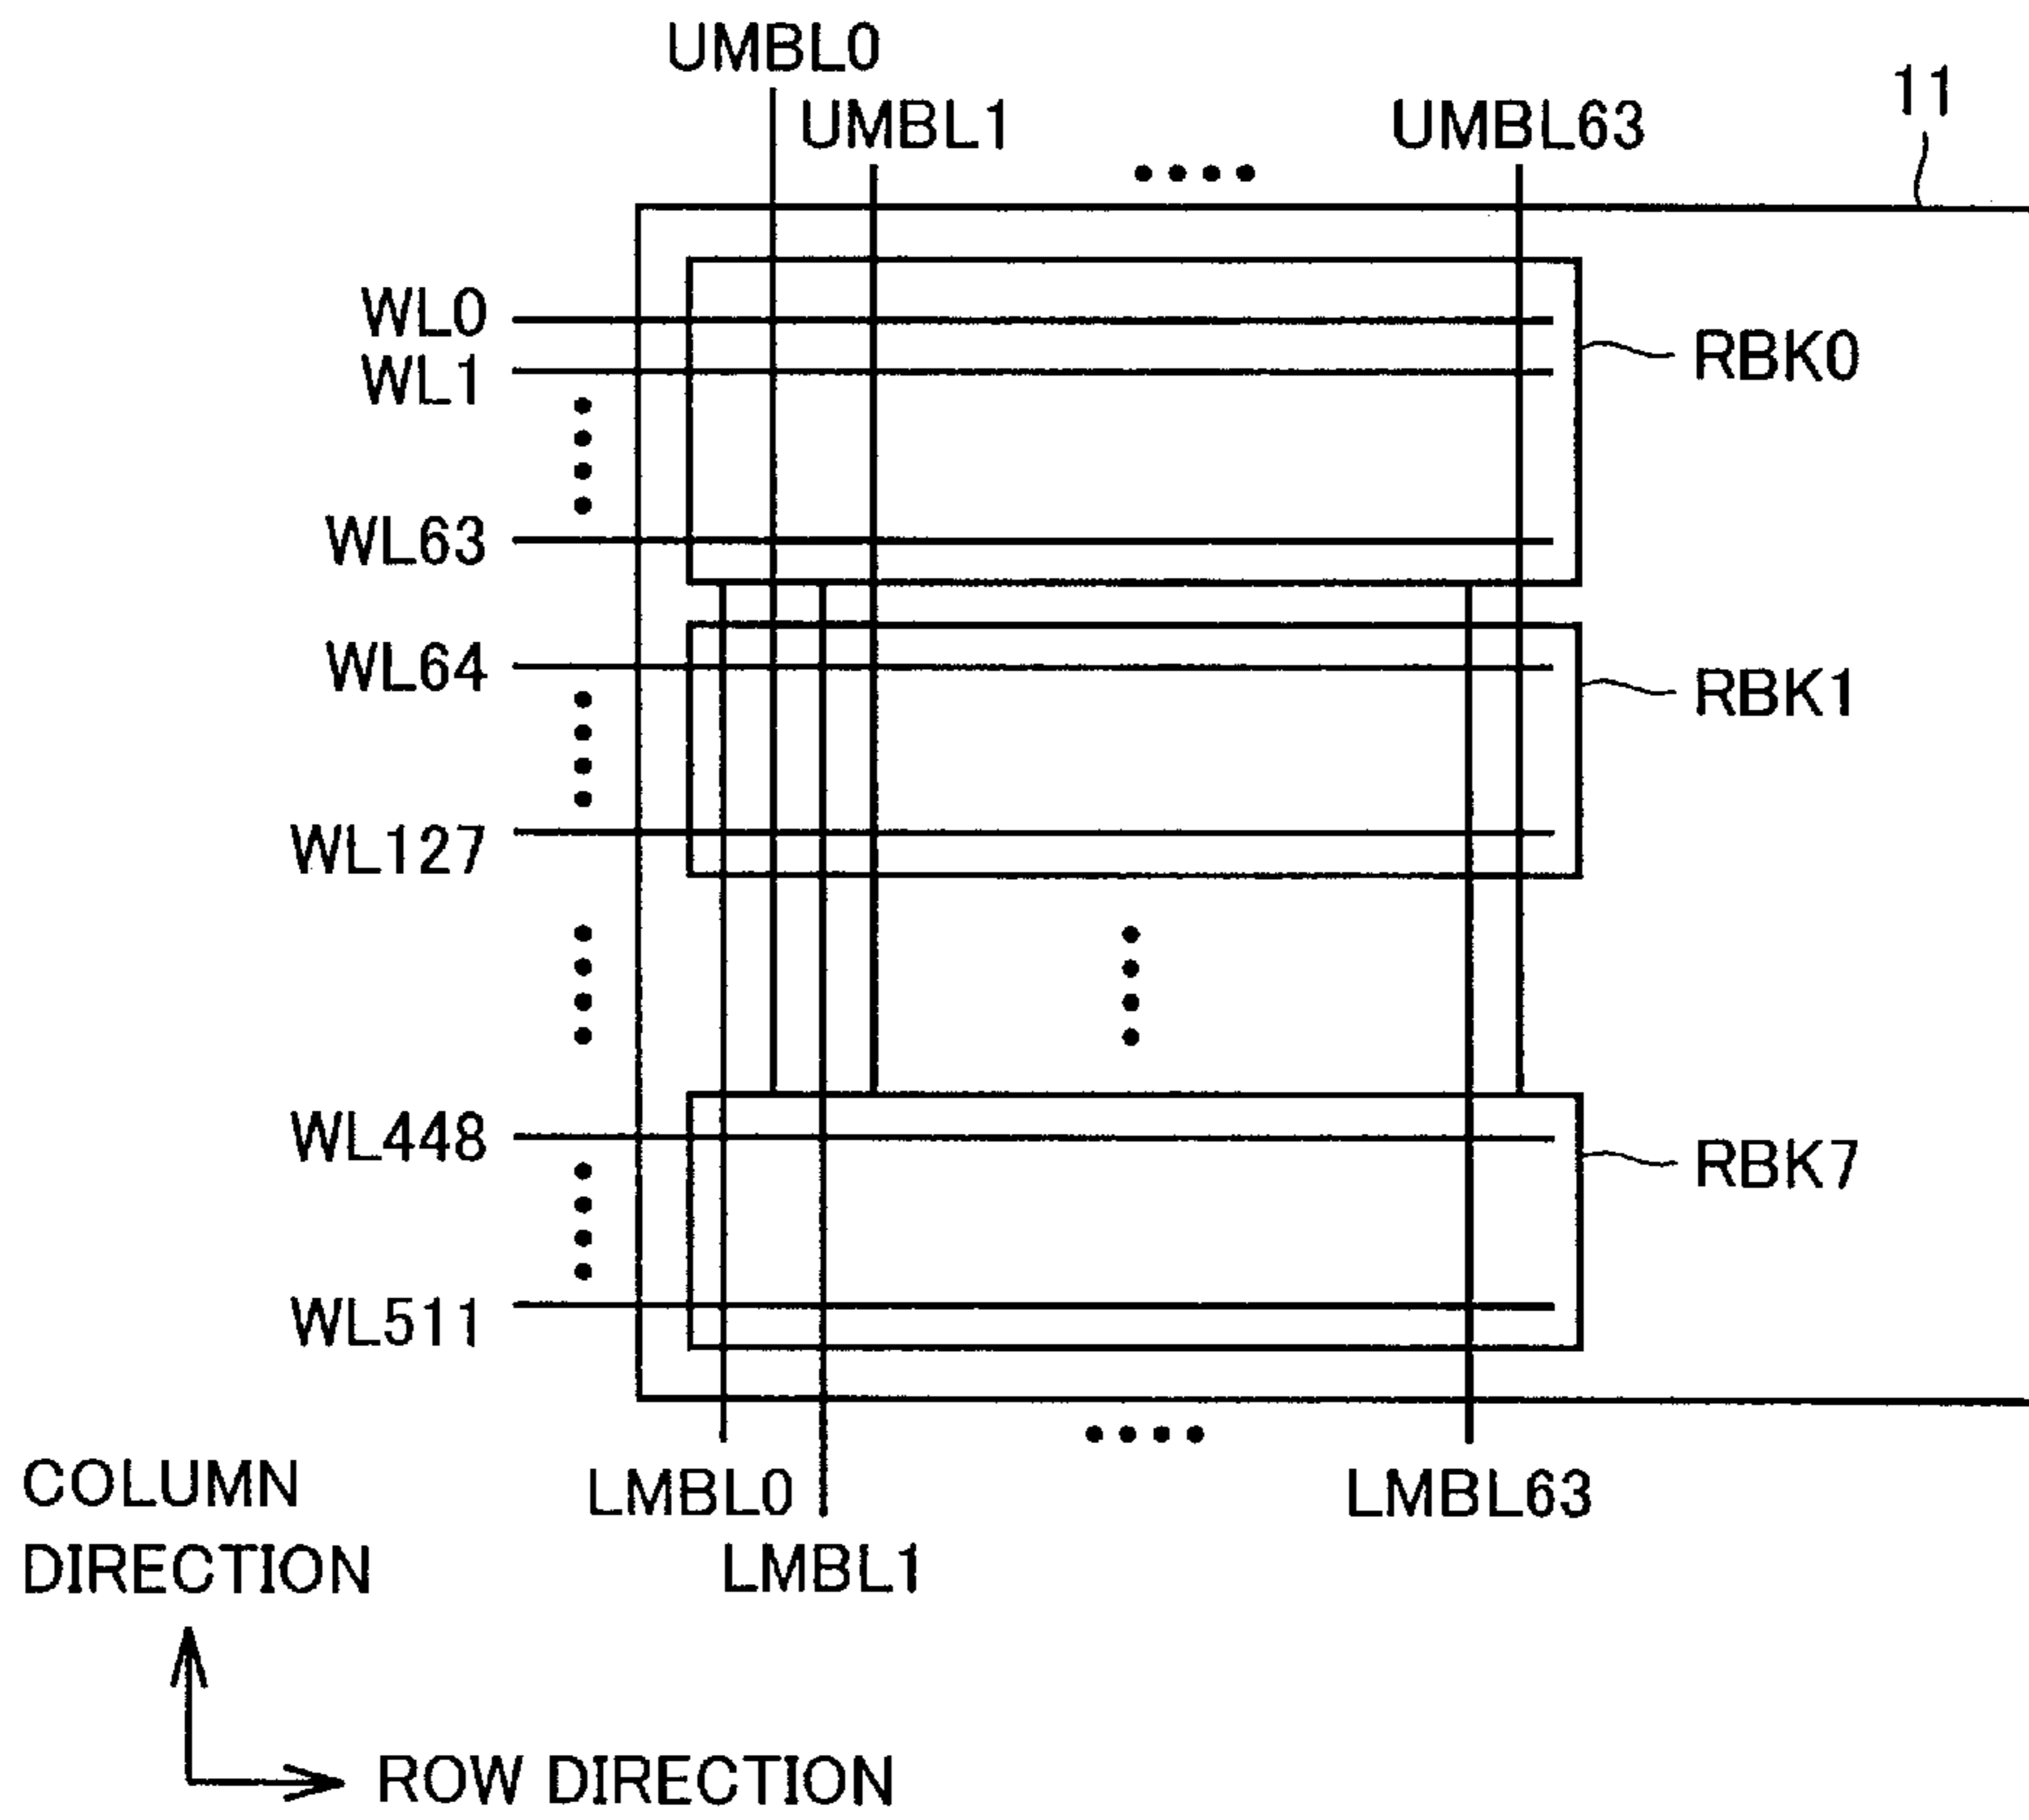 UMBL0
UMBL1
UMBL63
11
WL0
RBK0
WL1
WL63
WL64
RBK1
WL127
WL448
RBK7
WL511
LMBL0
LMBL63
LMBL1
COLUMN
DIRECTION
ROW DIRECTION